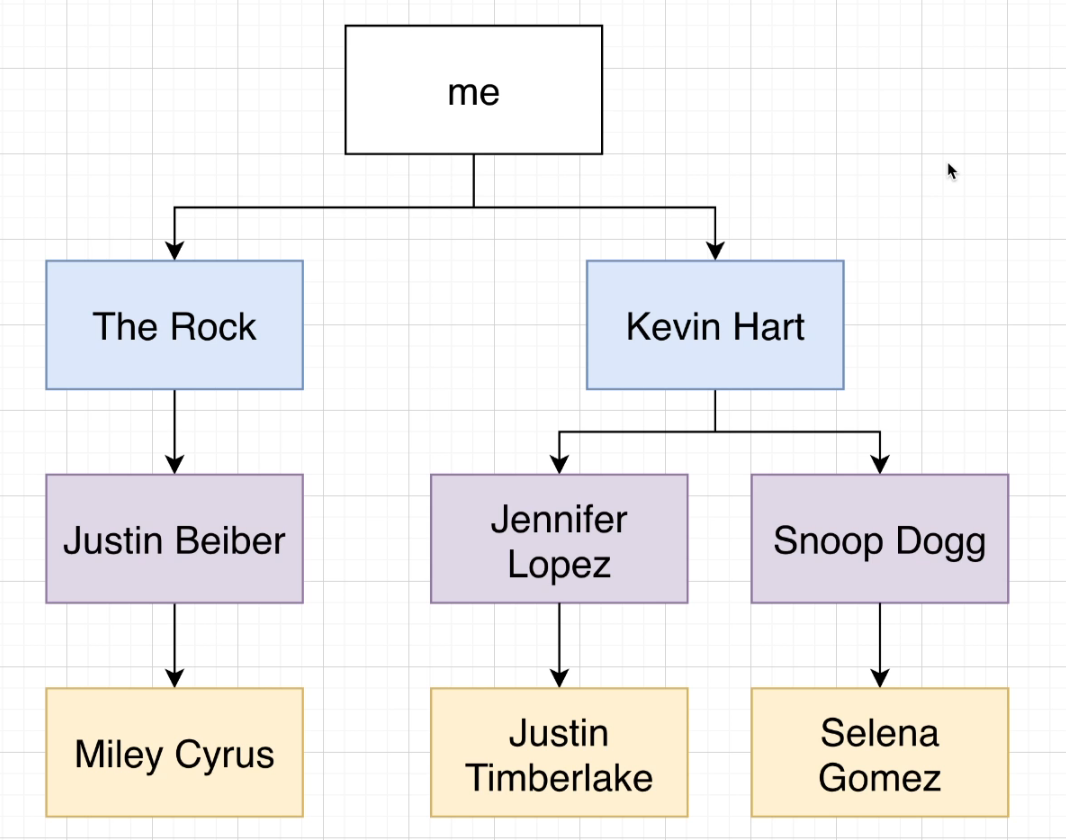 me
The Rock
Kevin Hart
Justin Beiber
Jennifer
Lopez
Snoop Dogg
Miley Cyrus
Justin
Timberlake
Selena
Gomez